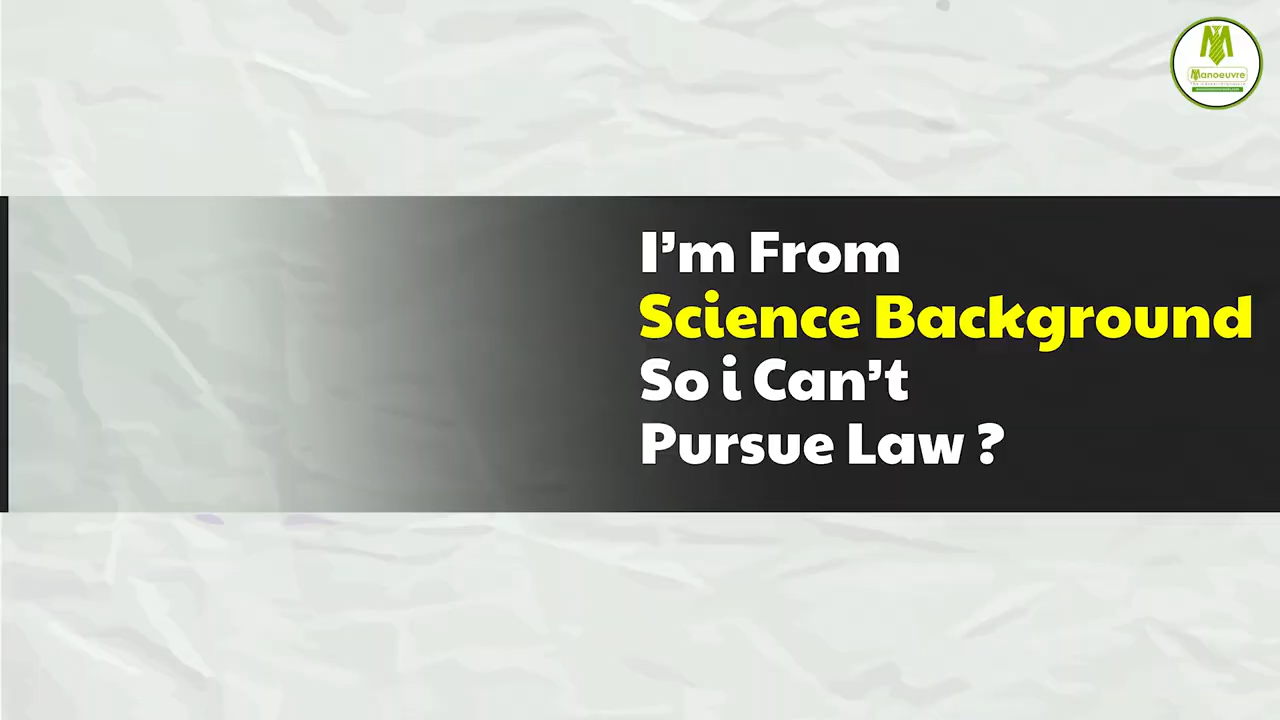 Manoeuvre
I'm From
Science Background
So i Can't
Pursue Law ?